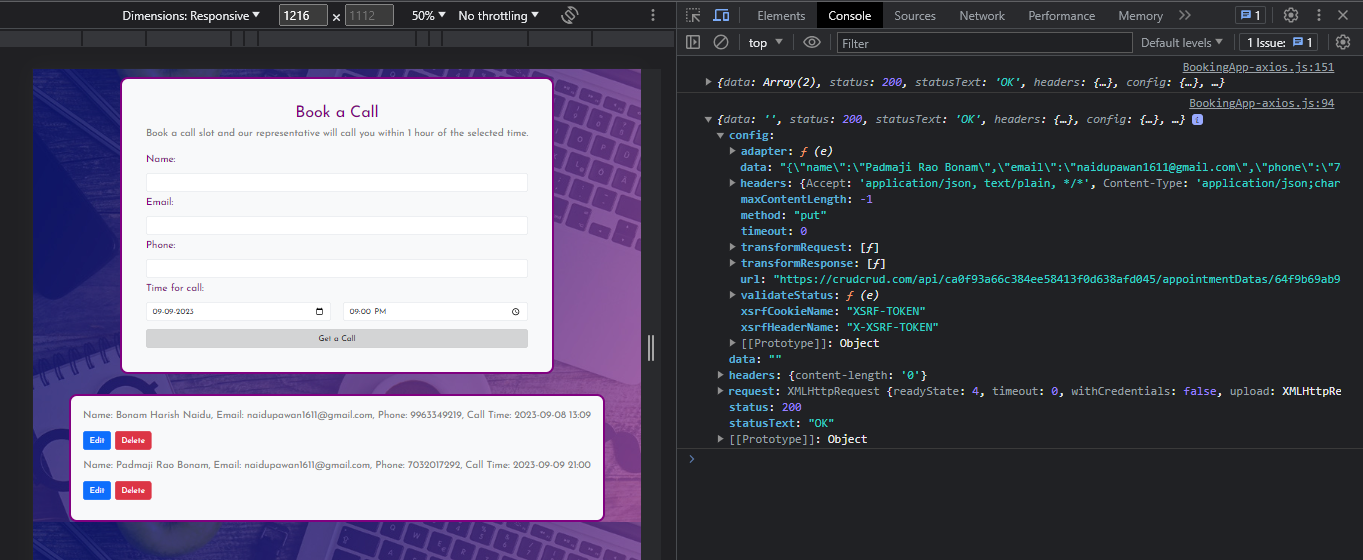 Dimensions: Responsive 1216 × 1112 50% No throttling
Elements Console Sources Network Performance Memory 1
top Filter Default levels 1 Issue: 1
Book a Call
Book a call slot and our representative will call you within 1 hour of the selected time.
Name:
Email:
Phone:
Time for call:
09-09-2023 09:00 PM
Get a Call
Name: Bonam Harish Naidu, Email: naidupawan1611@gmail.com, Phone: 9963349219, Call Time: 2023-09-08 13:09
Edit Delete
Name: Padmaji Rao Bonam, Email: naidupawan1611@gmail.com, Phone: 7032017292, Call Time: 2023-09-09 21:00
Edit Delete
BookingApp-axios.js:151
{data: Array(2), status: 200, statusText: 'OK', headers: {…}, config: {…}, …}
BookingApp-axios.js:94
{data: '', status: 200, statusText: 'OK', headers: {…}, config: {…}, …} i
config:
adapter: ƒ (e)
data: "{\"name\":\"Padmaji Rao Bonam\",\"email\":\"naidupawan1611@gmail.com\",\"phone\":\"7
headers: {Accept: 'application/json, text/plain, */*', Content-Type: 'application/json;char
maxContentLength: -1
method: "put"
timeout: 0
transformRequest: [ƒ]
transformResponse: [ƒ]
url: "https://crudcrud.com/api/ca0f93a66c384ee58413f0d638afd045/appointmentDatas/64f9b69ab9
validateStatus: ƒ (e)
xsrfCookieName: "XSRF-TOKEN"
xsrfHeaderName: "X-XSRF-TOKEN"
[[Prototype]]: Object
data: ""
headers: {content-length: '0'}
request: XMLHttpRequest {readyState: 4, timeout: 0, withCredentials: false, upload: XMLHttpRe
status: 200
statusText: "OK"
[[Prototype]]: Object